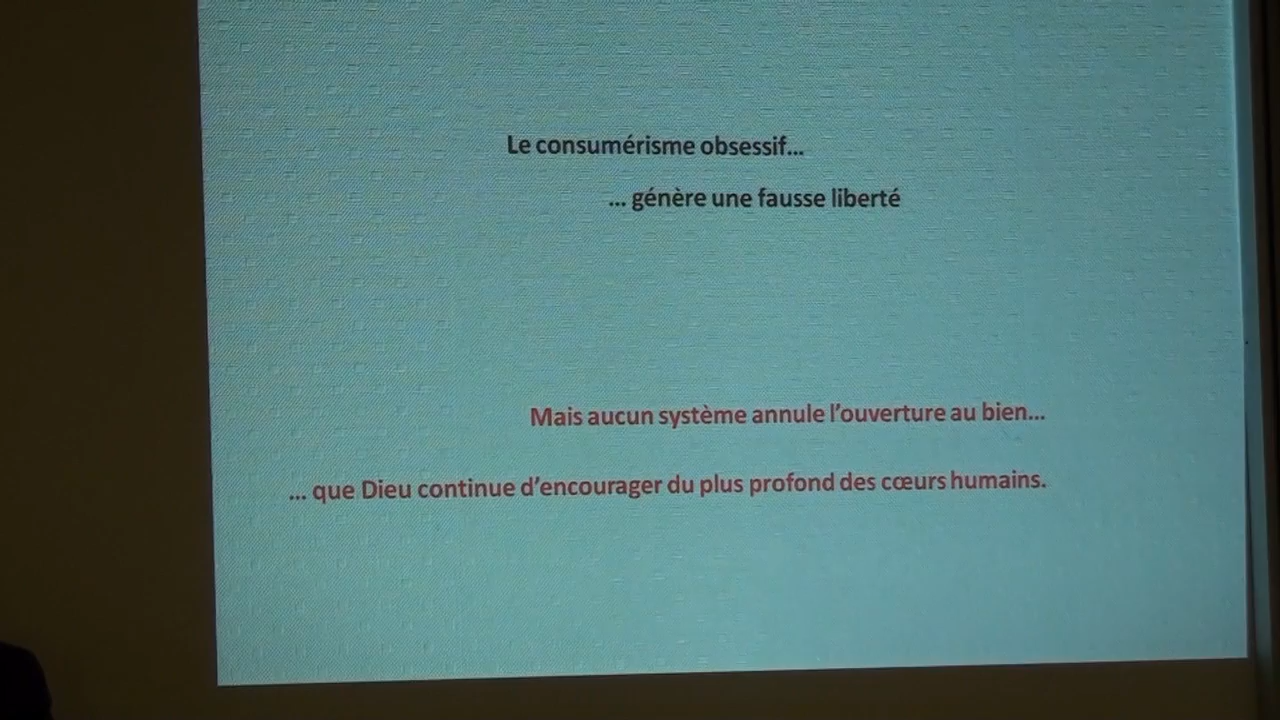 Le consumérisme obsessif...
... génère une fausse liberté
Mais aucun système annule l’ouverture au bien...
... que Dieu continue d’encourager du plus profond des cœurs humains.